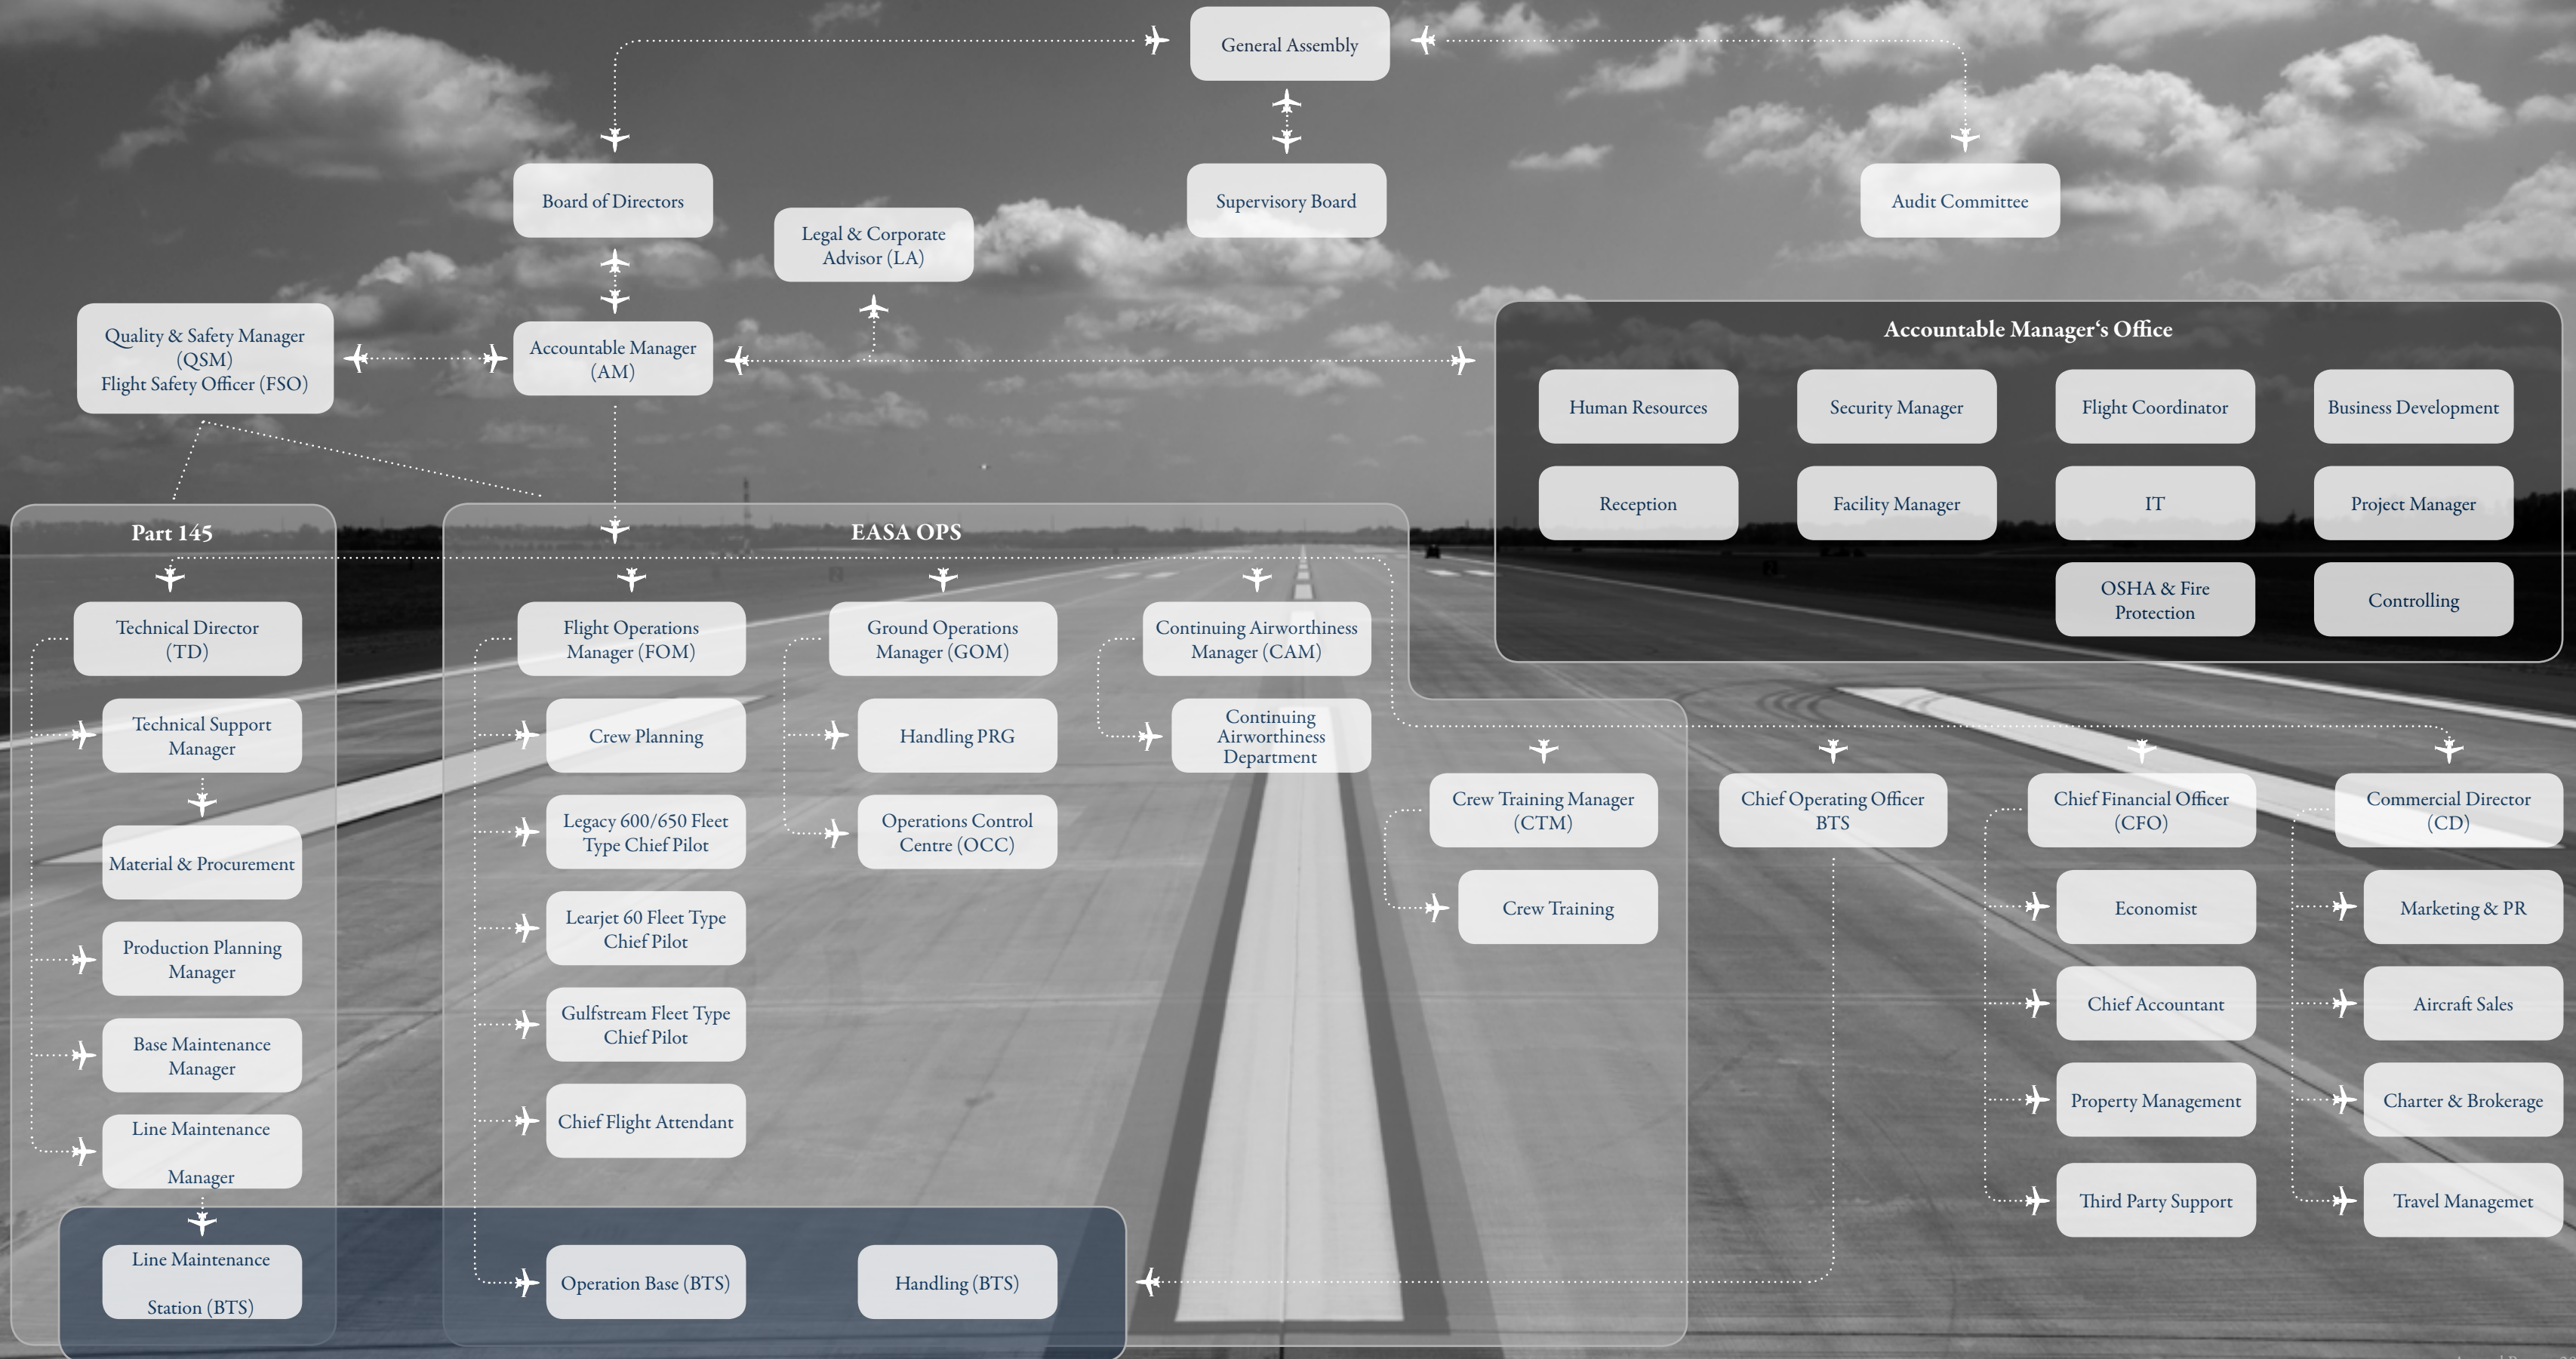 General Assembly
Board of Directors
Supervisory Board
Audit Committee
Legal & Corporate
Advisor (LA)
Quality & Safety Manager
(QSM)
Flight Safety Officer (FSO)
Accountable Manager
(AM)
Accountable Manager‘s Office
Human Resources
Security Manager
Flight Coordinator
Business Development
Reception
Facility Manager
IT
Project Manager
OSHA & Fire
Protection
Controlling
Part 145
Technical Director
(TD)
Technical Support
Manager
Material & Procurement
Production Planning
Manager
Base Maintenance
Manager
Line Maintenance
Manager
Line Maintenance
Station (BTS)
EASA OPS
Flight Operations
Manager (FOM)
Crew Planning
Legacy 600/650 Fleet
Type Chief Pilot
Learjet 60 Fleet Type
Chief Pilot
Gulfstream Fleet Type
Chief Pilot
Chief Flight Attendant
Operation Base (BTS)
Ground Operations
Manager (GOM)
Handling PRG
Operations Control
Centre (OCC)
Handling (BTS)
Continuing Airworthiness
Manager (CAM)
Continuing
Airworthiness
Department
Crew Training Manager
(CTM)
Crew Training
Chief Operating Officer
BTS
Chief Financial Officer
(CFO)
Economist
Chief Accountant
Property Management
Third Party Support
Commercial Director
(CD)
Marketing & PR
Aircraft Sales
Charter & Brokerage
Travel Managemet